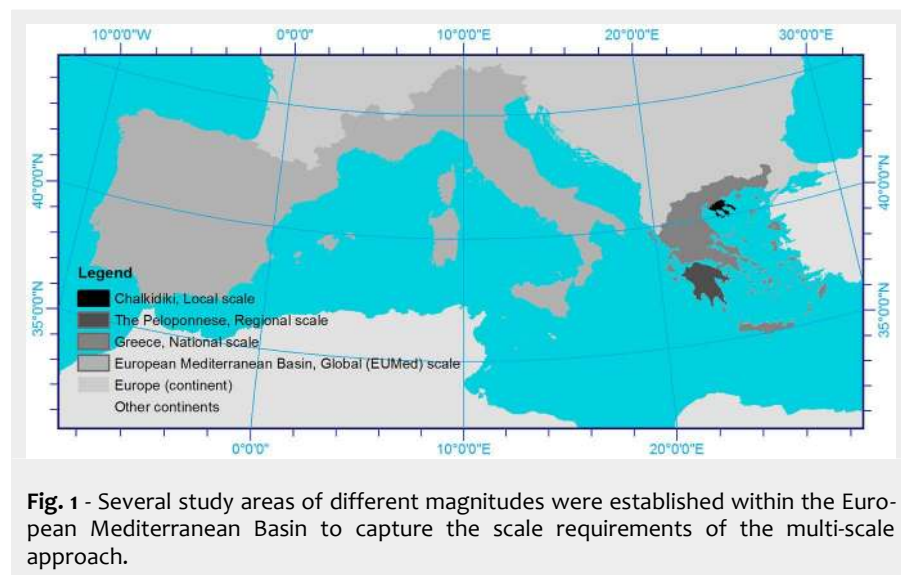 10°0'0"W 0°0'0" 10°0'0"E 20°0'0"E 30°0'0"E
40°0'0"N 40°0'0"N
35°0'0"N 35°0'0"N
Legend
Chalkidiki, Local scale
The Peloponnese, Regional scale
Greece, National scale
European Mediterranean Basin, Global (EUMed) scale
Europe (continent)
Other continents
0°0'0" 10°0'0"E 20°0'0"E
Fig. 1 - Several study areas of different magnitudes were established within the Euro-
pean Mediterranean Basin to capture the scale requirements of the multi-scale
approach.